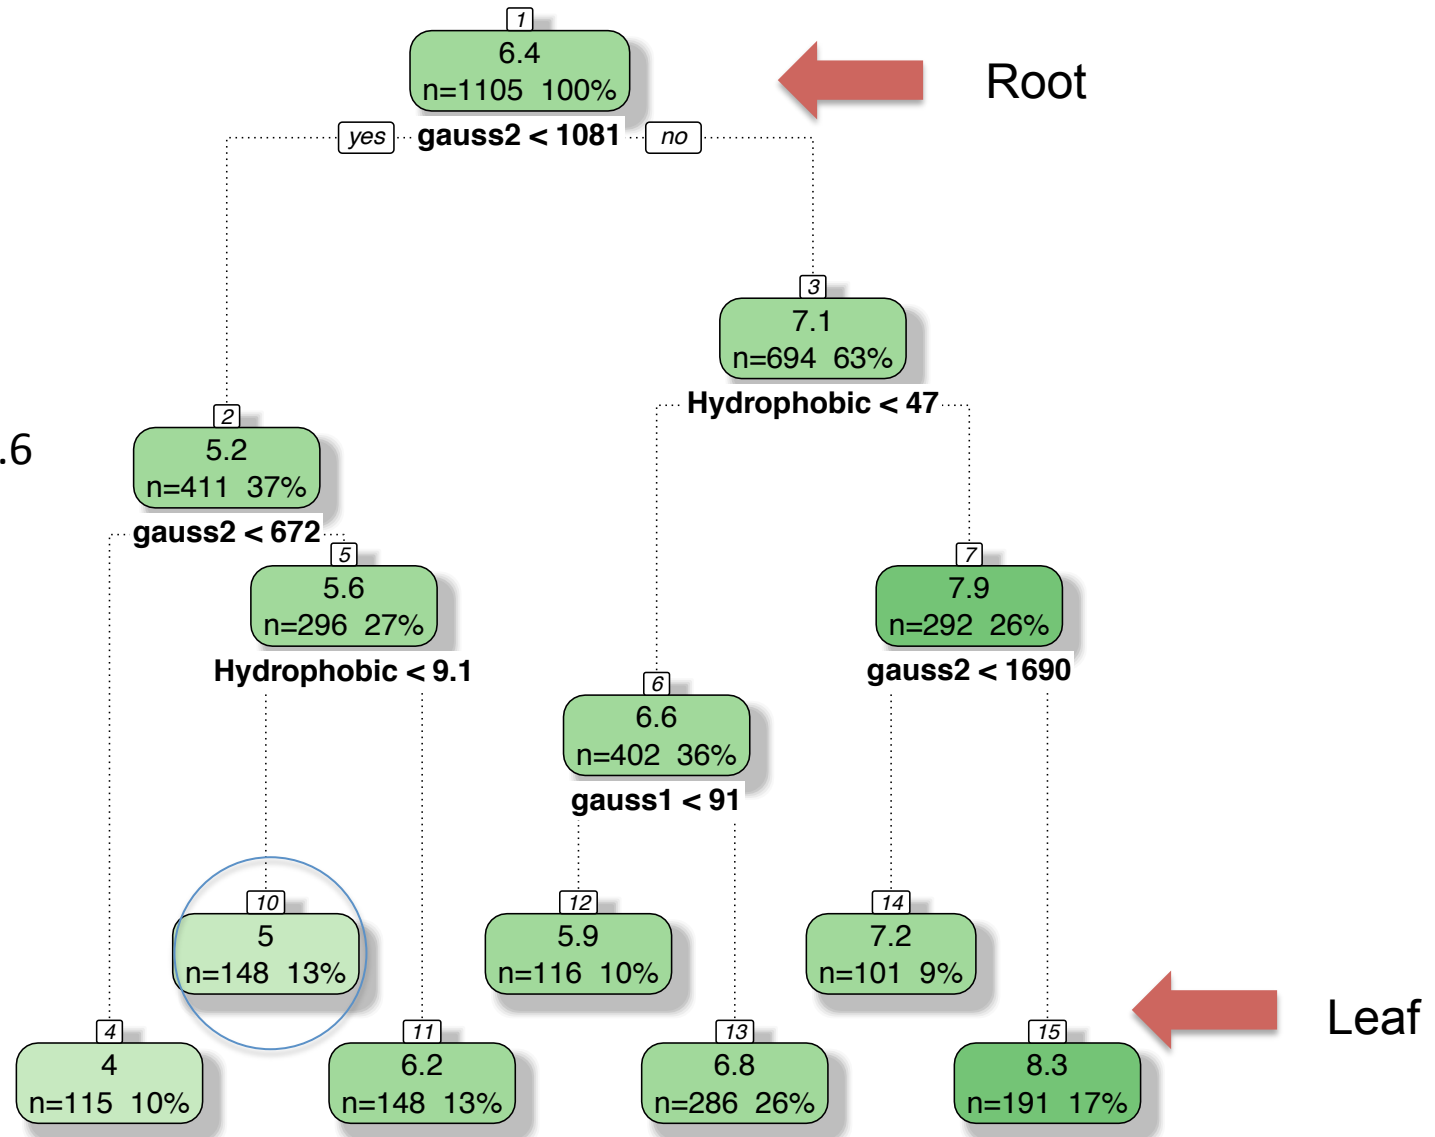 1
6.4
n=1105 100%
Root
yes gauss2 < 1081 no
3
7.1
n=694 63%
Hydrophobic < 47
2
.6
5.2
n=411 37%
gauss2 < 672
5
5.6
n=296 27%
Hydrophobic < 9.1
7
7.9
n=292 26%
gauss2 < 1690
6
6.6
n=402 36%
gauss1 < 91
10
5
n=148 13%
12
5.9
n=116 10%
14
7.2
n=101 9%
Leaf
4
4
n=115 10%
11
6.2
n=148 13%
13
6.8
n=286 26%
15
8.3
n=191 17%